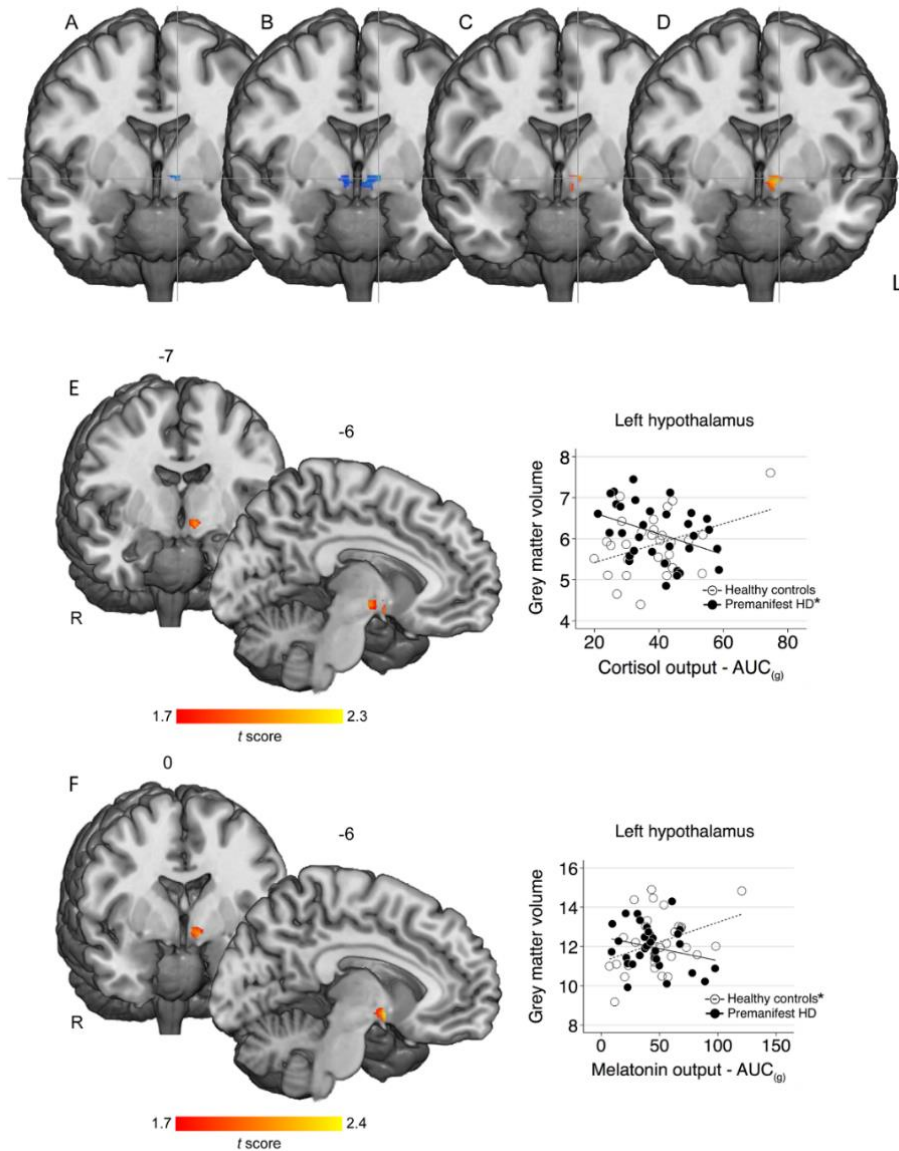 A B C D
L
-7
E
-6
R
1.7 2.3
t score
Left hypothalamus
8
7
6
5
4
Grey matter volume
Healthy controls
Premanifest HD*
20 40 60 80
Cortisol output - AUC(g)
0
F
-6
R
1.7 2.4
t score
Left hypothalamus
16
14
12
10
8
Grey matter volume
Healthy controls*
Premanifest HD
0 50 100 150
Melatonin output - AUC(g)